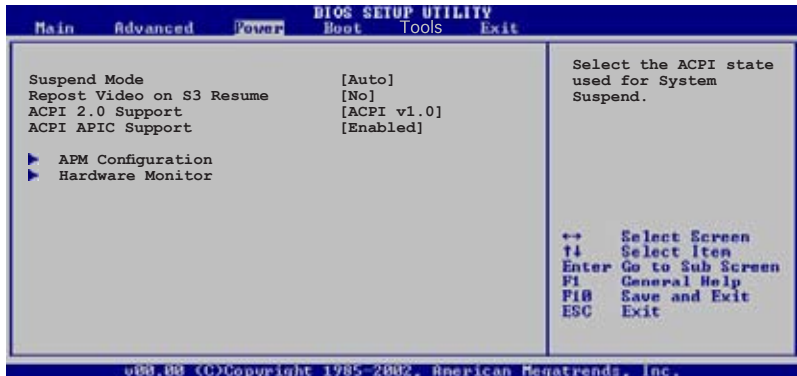 BIOS SETUP UTILITY
Main Advanced Power Boot Tools Exit
Suspend Mode [Auto]
Repost Video on S3 Resume [No]
ACPI 2.0 Support [ACPI v1.0]
ACPI APIC Support [Enabled]
APM Configuration
Hardware Monitor
Select the ACPI state
used for System
Suspend.
↔ Select Screen
↑↓ Select Item
Enter Go to Sub Screen
F1 General Help
F10 Save and Exit
ESC Exit
v00.00 (C)Copyright 1985-2002, American Megatrends, Inc.